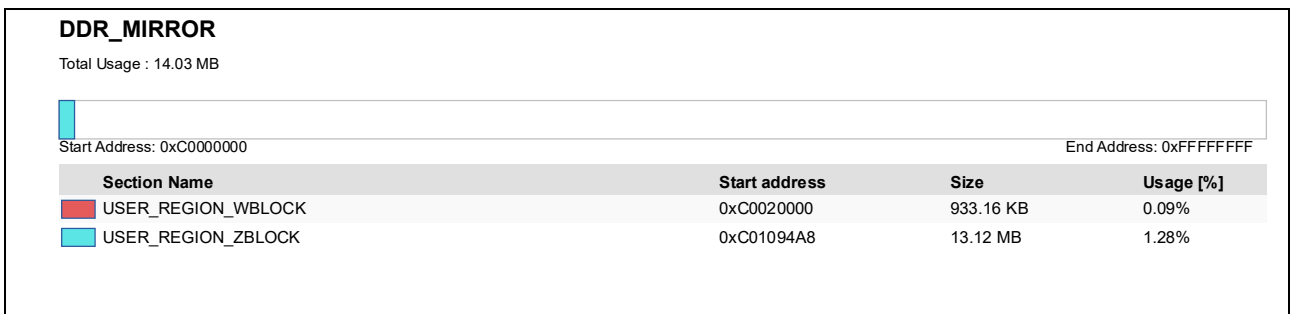 DDR_MIRROR
Total Usage : 14.03 MB
Start Address: 0xC0000000 End Address: 0xFFFFFFFF
Section Name Start address Size Usage [%]
USER_REGION_WBLOCK 0xC0020000 933.16 KB 0.09%
USER_REGION_ZBLOCK 0xC01094A8 13.12 MB 1.28%